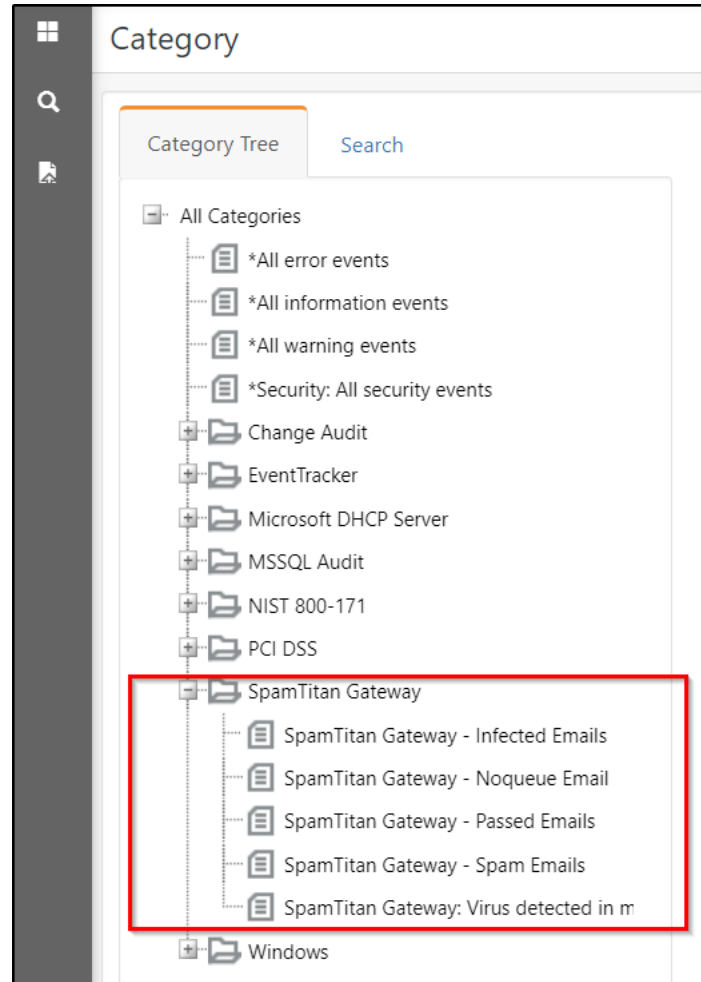 Category
Category Tree
Search
All Categories
*All error events
*All information events
*All warning events
*Security: All security events
Change Audit
EventTracker
Microsoft DHCP Server
MSSQL Audit
NIST 800-171
PCI DSS
SpamTitan Gateway
SpamTitan Gateway - Infected Emails
SpamTitan Gateway - Noqueue Email
SpamTitan Gateway - Passed Emails
SpamTitan Gateway - Spam Emails
SpamTitan Gateway: Virus detected in m
Windows